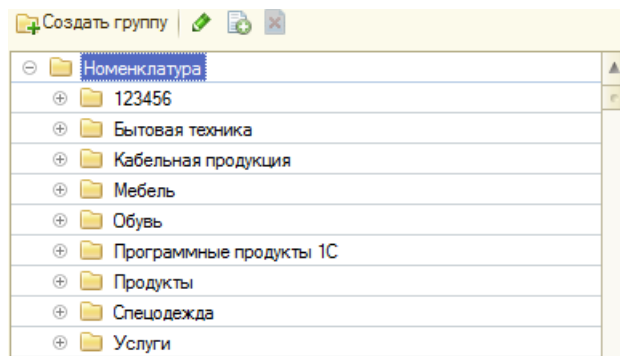 Создать группу
Номенклатура
123456
Бытовая техника
Кабельная продукция
Мебель
Обувь
Программные продукты 1С
Продукты
Спецодежда
Услуги